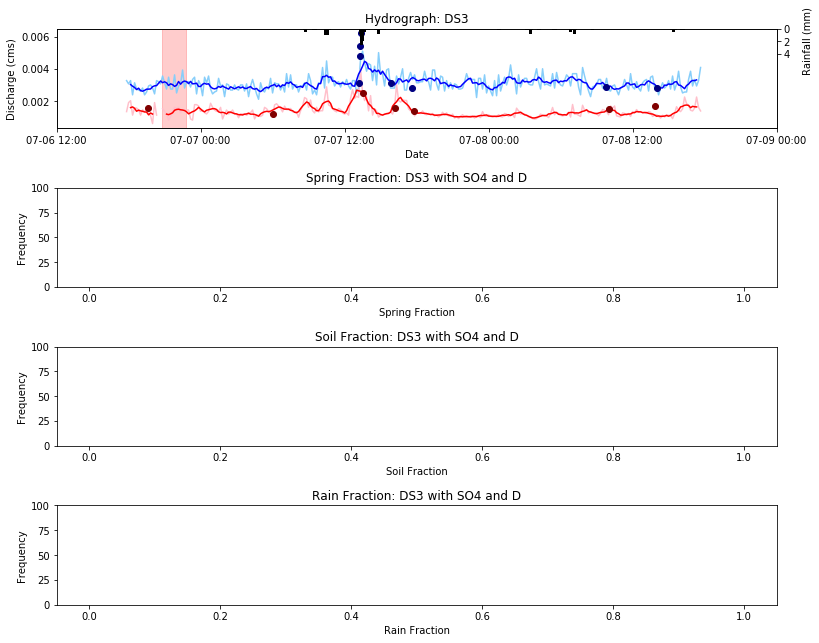 Hydrograph: DS3
Discharge (cms)
0.006
0.004
0.002
0
2
4
Rainfall (mm)
07-06 12:00 07-07 00:00 07-07 12:00 07-08 00:00 07-08 12:00 07-09 00:00
Date
Spring Fraction: DS3 with SO4 and D
Frequency
100
75
50
25
0
0.0 0.2 0.4 0.6 0.8 1.0
Spring Fraction
Soil Fraction: DS3 with SO4 and D
Frequency
100
75
50
25
0
0.0 0.2 0.4 0.6 0.8 1.0
Soil Fraction
Rain Fraction: DS3 with SO4 and D
Frequency
100
75
50
25
0
0.0 0.2 0.4 0.6 0.8 1.0
Rain Fraction